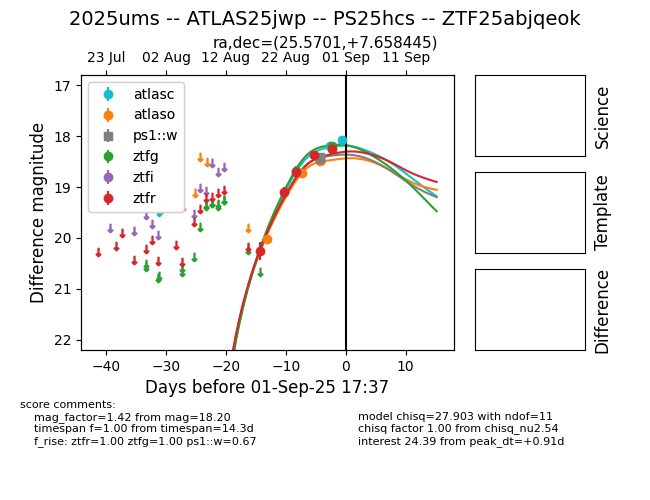 2025ums -- ATLAS25jwp -- PS25hcs -- ZTF25abjqeok
ra,dec=(25.5701,+7.658445)
23 Jul 02 Aug 12 Aug 22 Aug 01 Sep 11 Sep
atlasc
atlaso
ps1::w
ztfg
ztfi
ztfr
17
18
19
20
21
22
Difference magnitude
−40 −30 −20 −10 0 10
Days before 01-Sep-25 17:37
Science
Template
Difference
score comments:
mag_factor=1.42 from mag=18.20
timespan f=1.00 from timespan=14.3d
f_rise: ztfr=1.00 ztfg=1.00 ps1::w=0.67
model chisq=27.903 with ndof=11
chisq factor 1.00 from chisq_nu2.54
interest 24.39 from peak_dt=+0.91d